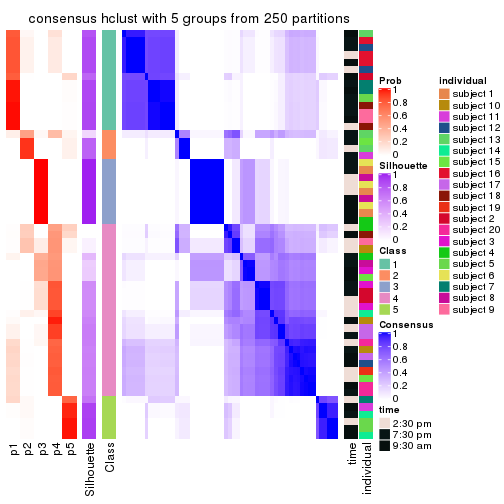 consensus hclust with 5 groups from 250 partitions
Prob
1
0.8
0.6
0.4
0.2
0
Silhouette
1
0.8
0.6
0.4
0.2
0
Class
1
2
3
4
5
Consensus
1
0.8
0.6
0.4
0.2
0
time
2:30 pm
7:30 pm
9:30 am
individual
subject 1
subject 10
subject 11
subject 12
subject 13
subject 14
subject 15
subject 16
subject 17
subject 18
subject 19
subject 2
subject 20
subject 3
subject 4
subject 5
subject 6
subject 7
subject 8
subject 9
p1
p2
p3
p4
p5
Silhouette
Class
time
individual